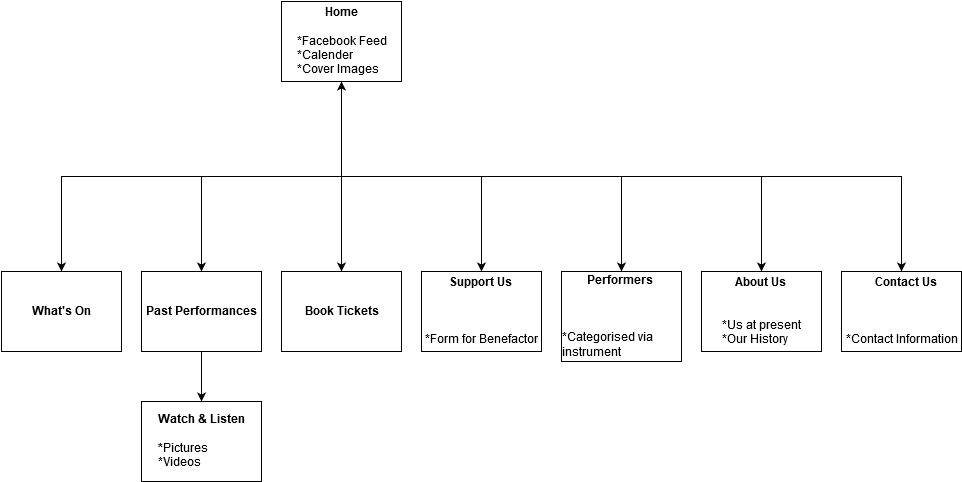 Home
*Facebook Feed
*Calender
*Cover Images
What's On
Past Performances
Book Tickets
Support Us
*Form for Benefactor
Performers
*Categorised via
instrument
About Us
*Us at present
*Our History
Contact Us
*Contact Information
Watch & Listen
*Pictures
*Videos